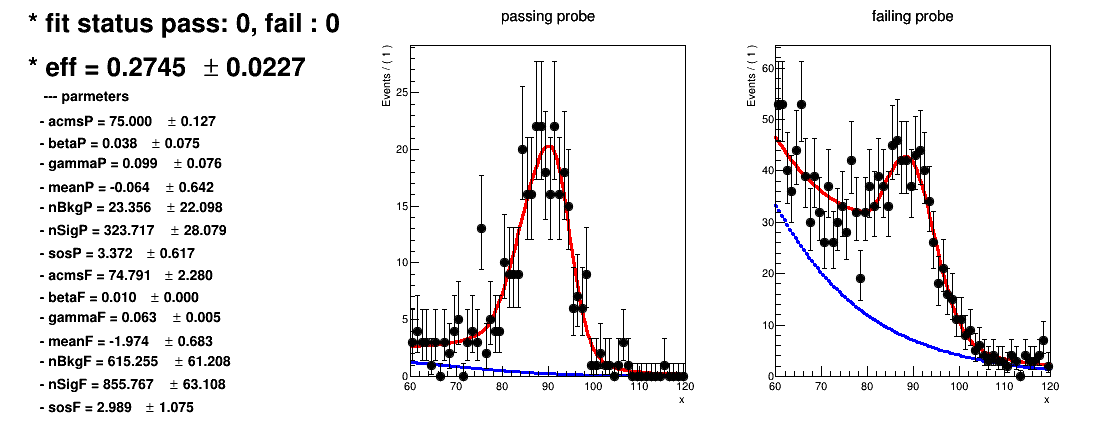 * fit status pass: 0, fail : 0
* eff = 0.2745 ± 0.0227
--- parmeters
- acmsP = 75.000 ± 0.127
- betaP = 0.038 ± 0.075
- gammaP = 0.099 ± 0.076
- meanP = -0.064 ± 0.642
- nBkgP = 23.356 ± 22.098
- nSigP = 323.717 ± 28.079
- sosP = 3.372 ± 0.617
- acmsF = 74.791 ± 2.280
- betaF = 0.010 ± 0.000
- gammaF = 0.063 ± 0.005
- meanF = -1.974 ± 0.683
- nBkgF = 615.255 ± 61.208
- nSigF = 855.767 ± 63.108
- sosF = 2.989 ± 1.075
passing probe
Events / ( 1 )
25
20
15
10
5
0
60 70 80 90 100 110 120
x
failing probe
Events / ( 1 )
60
50
40
30
20
10
0
60 70 80 90 100 110 120
x